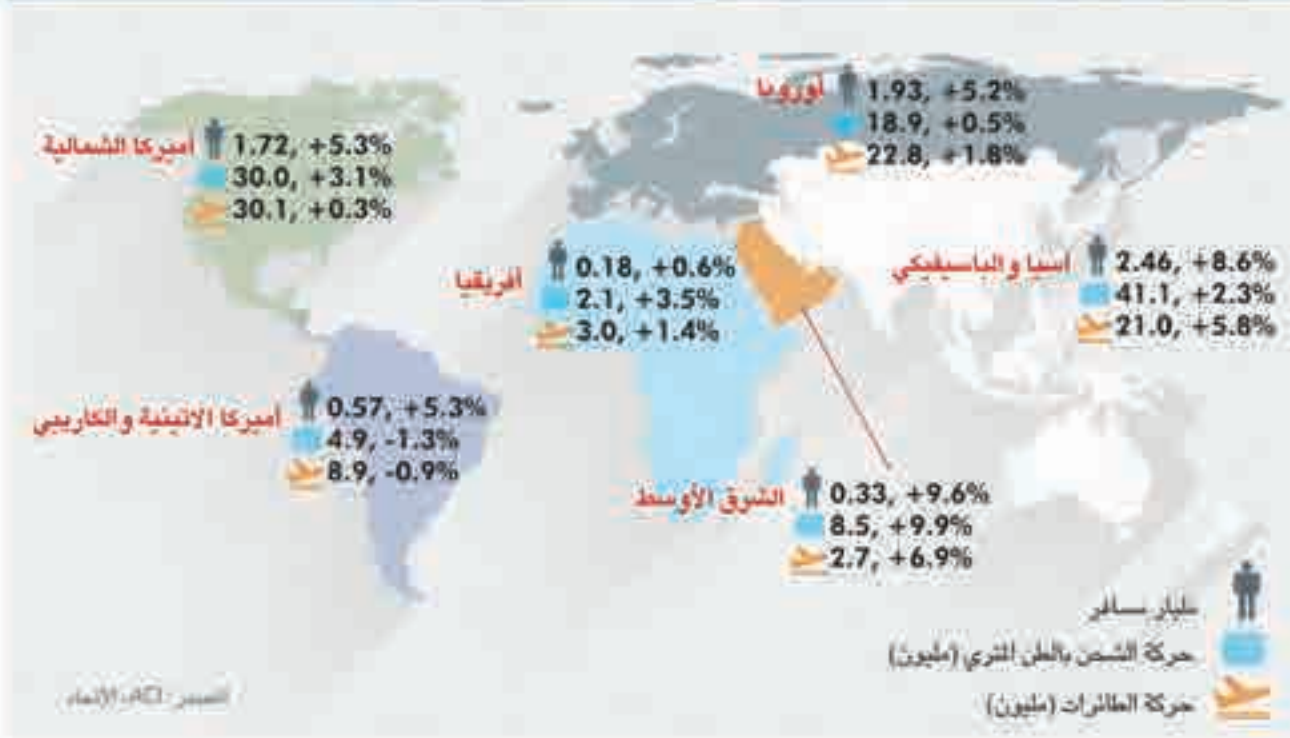 أوروبا 1.93, +5.2%
18.9, +0.5%
22.8, +1.8%
أميركا الشمالية 1.72, +5.3%
30.0, +3.1%
30.1, +0.3%
آسيا والباسيفيكي 2.46, +8.6%
41.1, +2.3%
21.0, +5.8%
أفريقيا 0.18, +0.6%
2.1, +3.5%
3.0, +1.4%
أميركا الاتينية والكاريبي 0.57, +5.3%
4.9, -1.3%
8.9, -0.9%
الشرق الأوسط 0.33, +9.6%
8.5, +9.9%
2.7, +6.9%
مليار مسافر
حركة الشحن بالطن المتري (مليون)
حركة الطائرات (مليون)
المصدر: ACI، الاتحاد